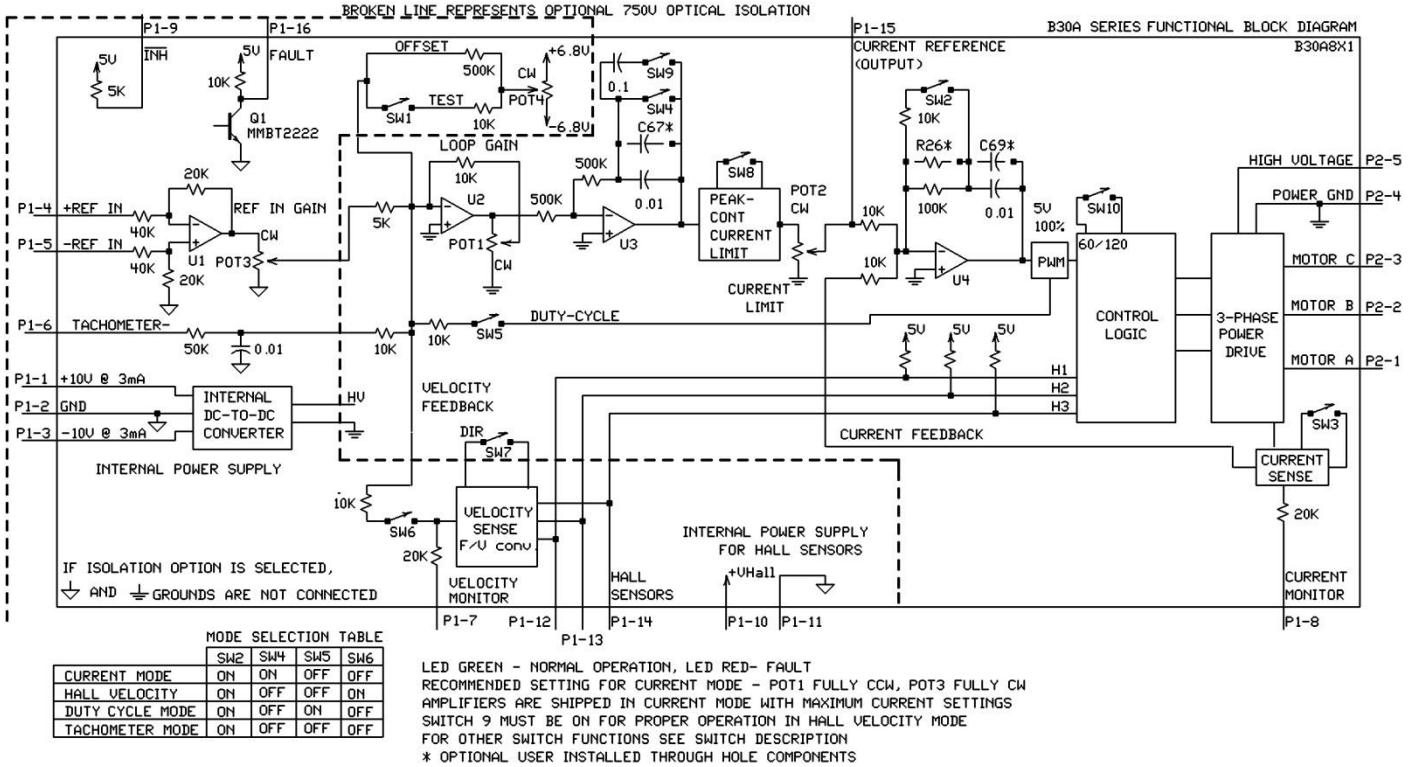 BROKEN LINE REPRESENTS OPTIONAL 750V OPTICAL ISOLATION
B30A SERIES FUNCTIONAL BLOCK DIAGRAM
B30A8X1
P1-9
P1-16
P1-15
INH
FAULT
5V
5K
5V
10K
Q1
MMBT2222
OFFSET
500K
SW1
TEST
10K
CW
POT4
+6.8V
-6.8V
CURRENT REFERENCE
(OUTPUT)
0.1
SW9
SW4
C67*
500K
0.01
SW2
10K
R26*
C69*
100K
0.01
LOOP GAIN
10K
U2
POT1
CW
500K
U3
SW8
PEAK-
CONT
CURRENT
LIMIT
POT2
CW
CURRENT
LIMIT
10K
10K
U4
5V
100%
PWM
SW10
60/120
CONTROL
LOGIC
3-PHASE
POWER
DRIVE
HIGH VOLTAGE P2-5
POWER GND P2-4
MOTOR C P2-3
MOTOR B P2-2
MOTOR A P2-1
P1-4 +REF IN
P1-5 -REF IN
40K
40K
20K
20K
U1
REF IN GAIN
CW
POT3
5K
P1-6 TACHOMETER-
50K
0.01
10K
10K
SW5
DUTY-CYCLE
5V
5V
5V
H1
H2
H3
P1-1 +10V @ 3mA
P1-2 GND
P1-3 -10V @ 3mA
INTERNAL
DC-TO-DC
CONVERTER
HV
INTERNAL POWER SUPPLY
VELOCITY
FEEDBACK
CURRENT FEEDBACK
SW3
CURRENT
SENSE
20K
DIR
SW7
10K
SW6
20K
VELOCITY
SENSE
F/V conv.
VELOCITY
MONITOR
HALL
SENSORS
INTERNAL POWER SUPPLY
FOR HALL SENSORS
+VHall
CURRENT
MONITOR
IF ISOLATION OPTION IS SELECTED,
AND GROUNDS ARE NOT CONNECTED
P1-7
P1-12
P1-13
P1-14
P1-10
P1-11
P1-8
MODE SELECTION TABLE
SW2 SW4 SW5 SW6
CURRENT MODE ON ON OFF OFF
HALL VELOCITY ON OFF OFF ON
DUTY CYCLE MODE ON OFF ON OFF
TACHOMETER MODE ON OFF OFF OFF
LED GREEN - NORMAL OPERATION, LED RED- FAULT
RECOMMENDED SETTING FOR CURRENT MODE - POT1 FULLY CCW, POT3 FULLY CW
AMPLIFIERS ARE SHIPPED IN CURRENT MODE WITH MAXIMUM CURRENT SETTINGS
SWITCH 9 MUST BE ON FOR PROPER OPERATION IN HALL VELOCITY MODE
FOR OTHER SWITCH FUNCTIONS SEE SWITCH DESCRIPTION
* OPTIONAL USER INSTALLED THROUGH HOLE COMPONENTS